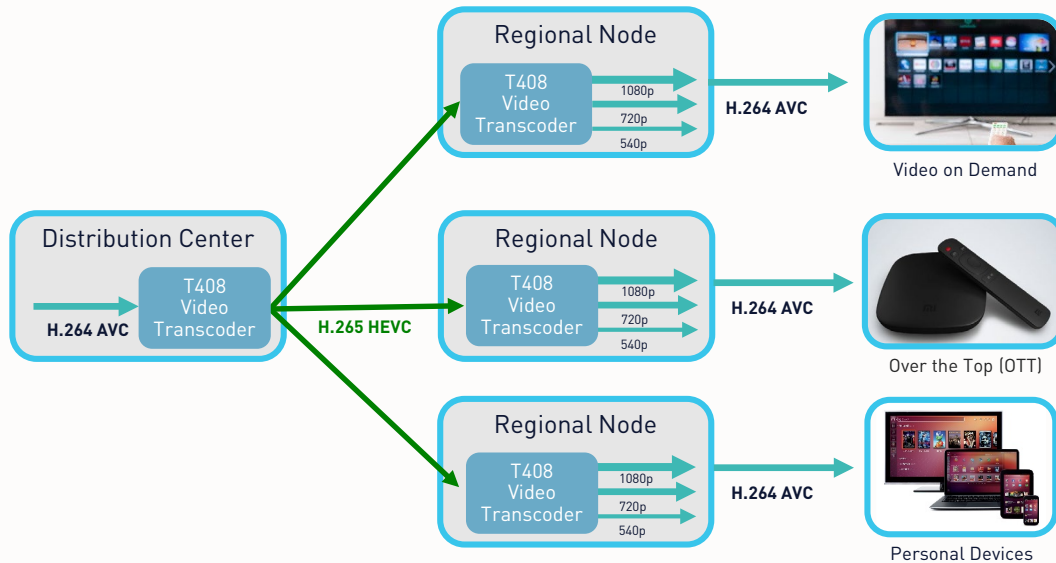 Regional Node
T408
Video
Transcoder
1080p
720p
540p
H.264 AVC
Video on Demand
Distribution Center
H.264 AVC
T408
Video
Transcoder
H.265 HEVC
Regional Node
T408
Video
Transcoder
1080p
720p
540p
H.264 AVC
Over the Top (OTT)
Regional Node
T408
Video
Transcoder
1080p
720p
540p
H.264 AVC
Personal Devices